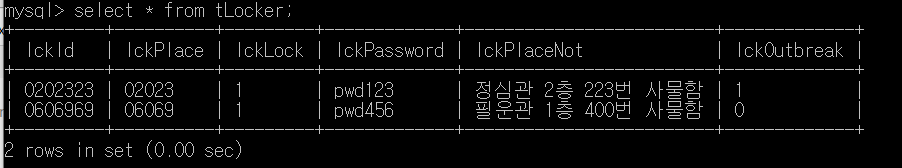 mysql> select * from tLocker;
| lckId | lckPlace | lckLock | lckPassword | lckPlaceNot | lckOutbreak |
| 0202323 | 02023 | 1 | pwd123 | 정심관 2층 223번 사물함 | 1 |
| 0606969 | 06069 | 1 | pwd456 | 필운관 1층 400번 사물함 | 0 |
2 rows in set (0.00 sec)